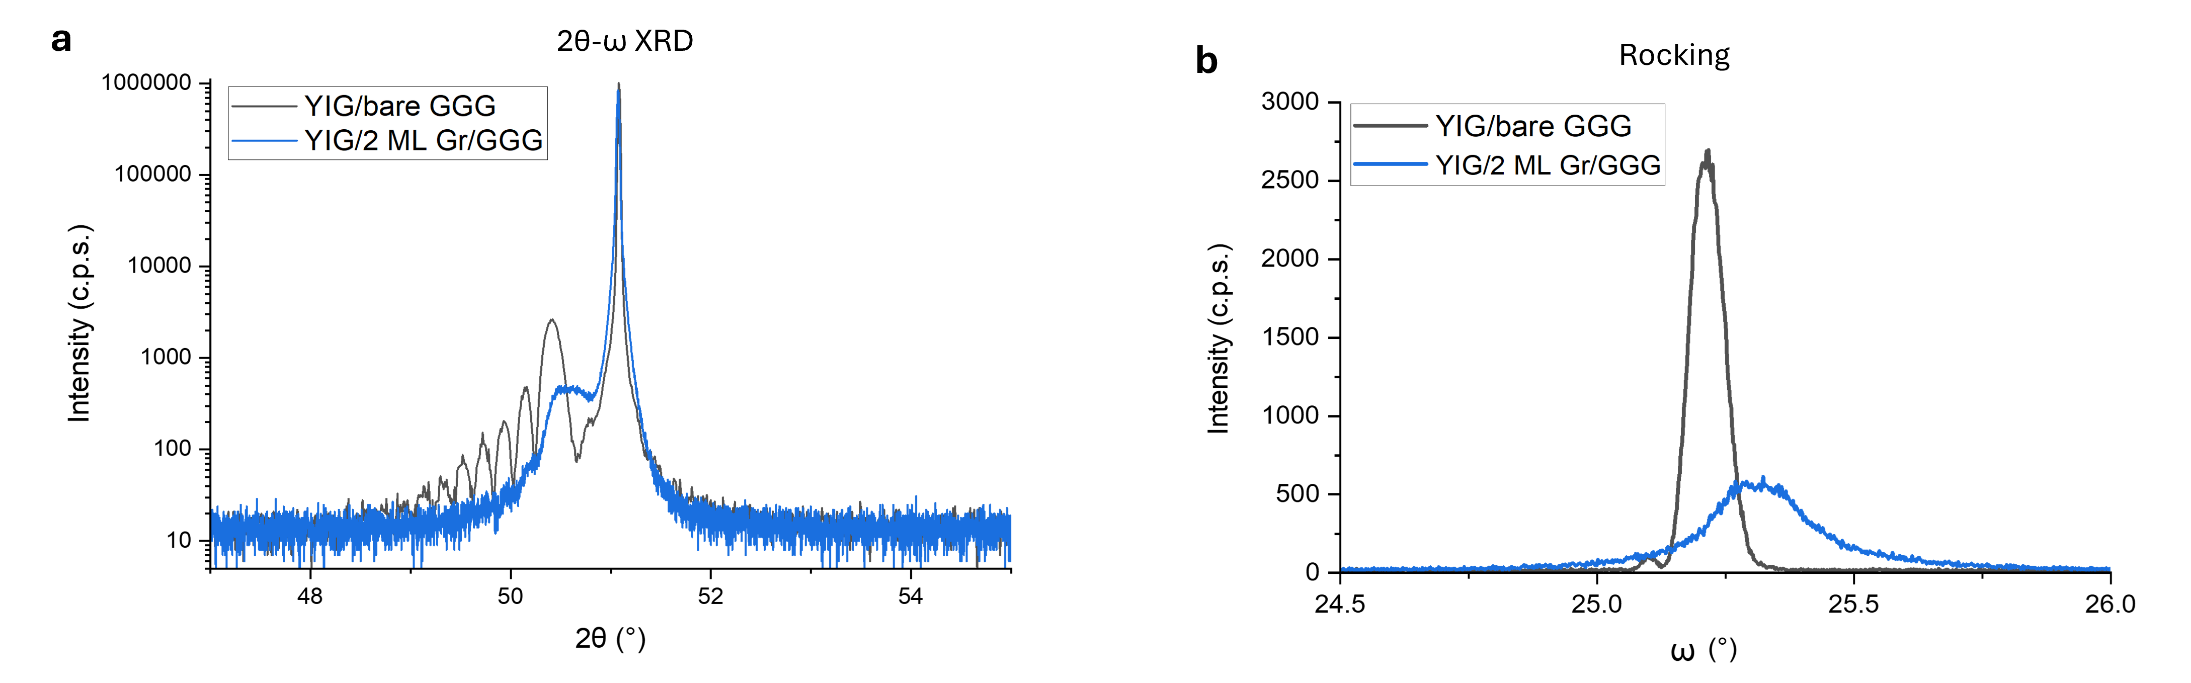 a
2θ-ω XRD
1000000
100000
10000
1000
100
10
Intensity (c.p.s.)
YIG/bare GGG
YIG/2 ML Gr/GGG
48
50
52
54
2θ (°)
b
Rocking
3000
2500
2000
1500
1000
500
0
Intensity (c.p.s.)
YIG/bare GGG
YIG/2 ML Gr/GGG
24.5
25.0
25.5
26.0
ω (°)